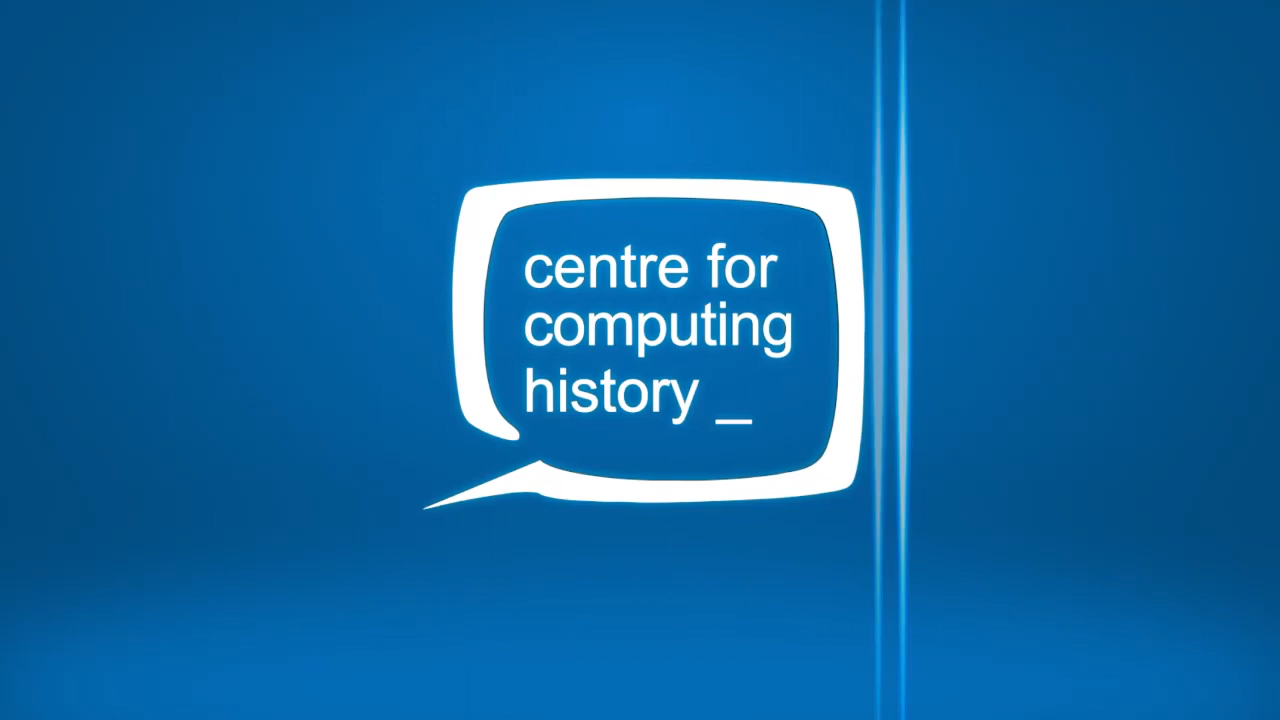 centre for
computing
history _